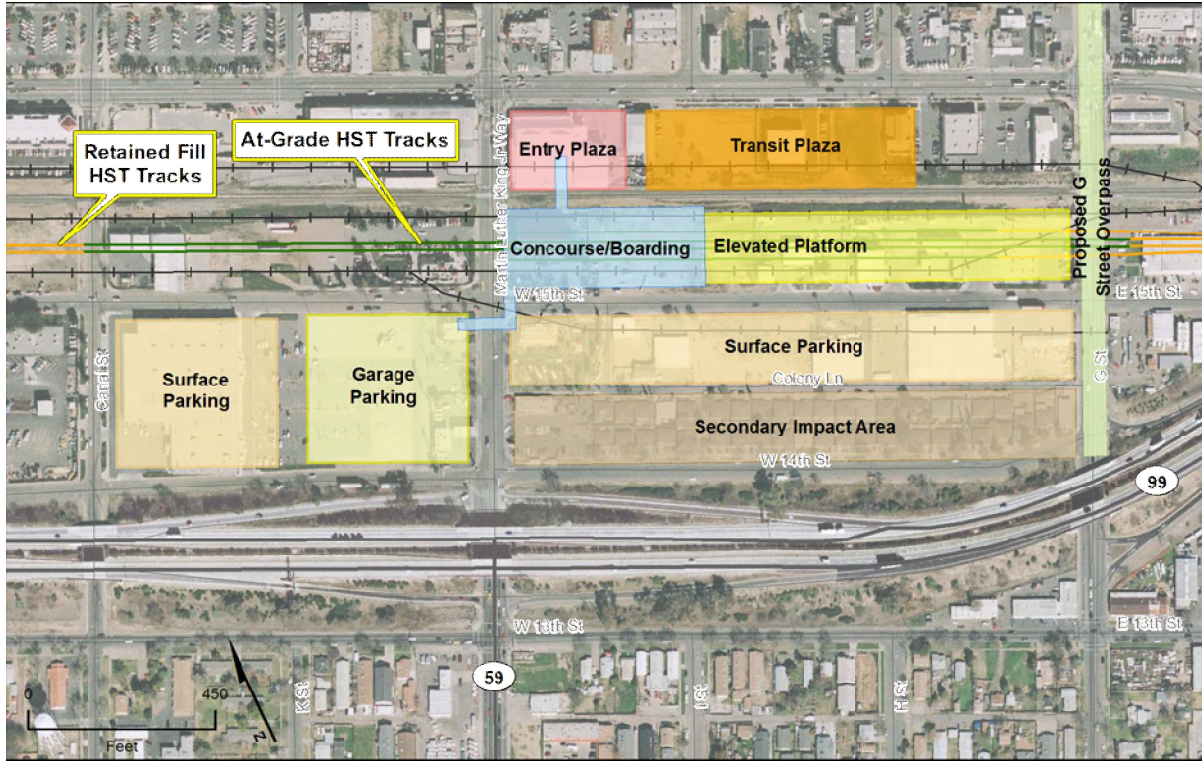 Retained Fill
HST Tracks
At-Grade HST Tracks
Martin Luther King Jr Way
Entry Plaza
Transit Plaza
Concourse/Boarding
Elevated Platform
Proposed G
Street Overpass
W 15th St
E 15th St
Canal St
Surface
Parking
Garage
Parking
Surface Parking
Colony Ln
G St
Secondary Impact Area
W 14th St
99
W 13th St
E 13th St
59
K St
I St
H St
0
450
Feet
Z